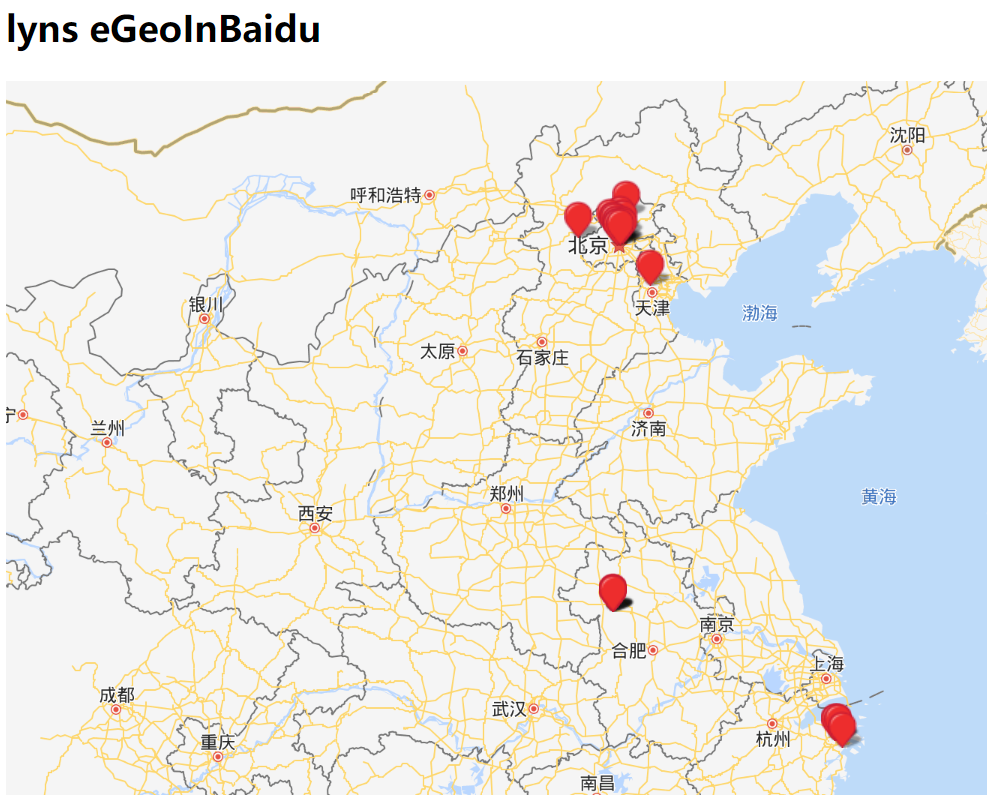 lyns eGeoInBaidu
沈阳
呼和浩特
北京
银川
天津
渤海
太原
石家庄
宁
兰州
济南
郑州
黄海
西安
南京
合肥
上海
成都
武汉
杭州
重庆
南昌